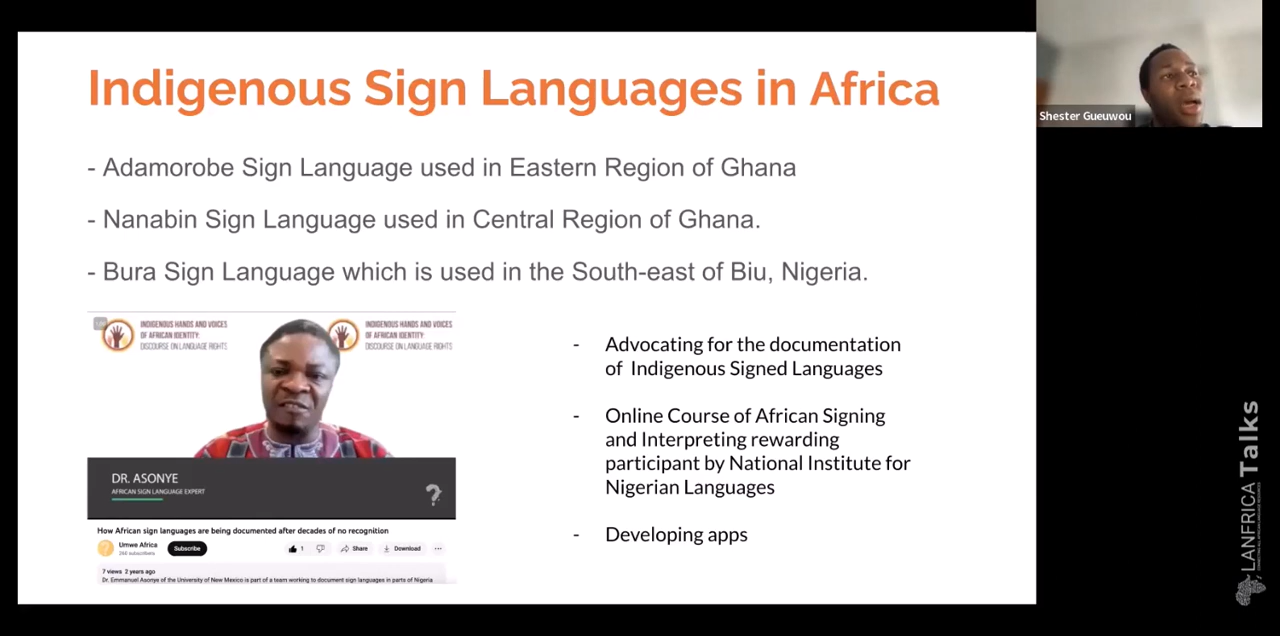 Indigenous Sign Languages in Africa
- Adamorobe Sign Language used in Eastern Region of Ghana
- Nanabin Sign Language used in Central Region of Ghana.
- Bura Sign Language which is used in the South-east of Biu, Nigeria.
INDIGENOUS HANDS AND VOICES
OF AFRICAN IDENTITY:
DISCOURSE ON LANGUAGE RIGHTS
INDIGENOUS HANDS AND VOICES
OF AFRICAN IDENTITY:
DISCOURSE ON LANGUAGE RIGHTS
DR. ASONYE
AFRICAN SIGN LANGUAGE EXPERT
?
How African sign languages are being documented after decades of no recognition
Umwe Africa
subscribers
Subscribe
1
Share
Download
...
7 views 2 years ago
Dr. Emmanuel Asonye of the University of New Mexico is part of a team working to document sign languages in parts of Nigeria
- Advocating for the documentation
of Indigenous Signed Languages
- Online Course of African Signing
and Interpreting rewarding
participant by National Institute for
Nigerian Languages
- Developing apps
Shester Gueuwou
LANFRICA Talks